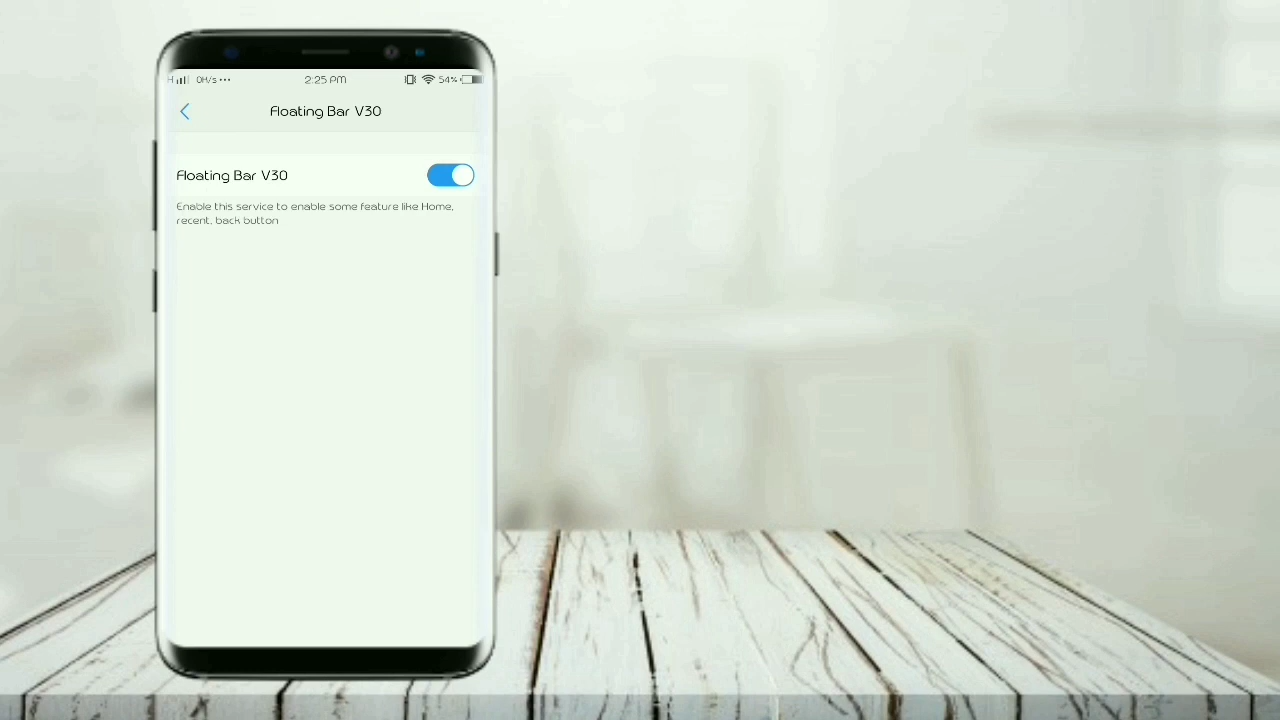 H 0K/s ... 2:25 PM 54%
Floating Bar V30
Floating Bar V30
Enable this service to enable some feature like Home,
recent, back button